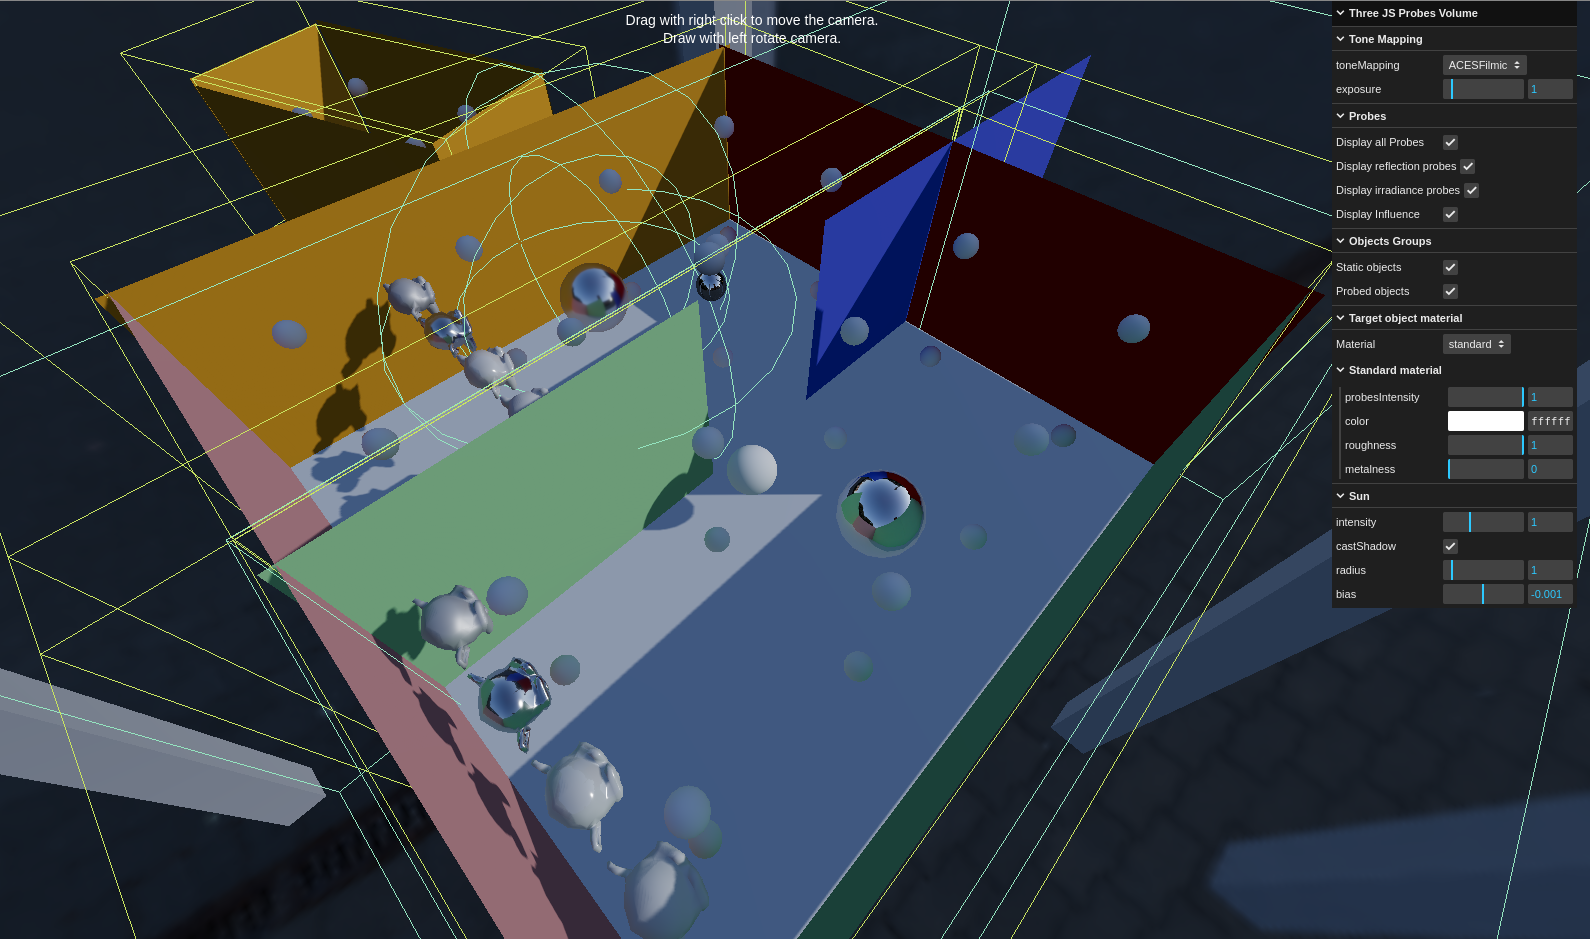 Drag with right click to move the camera.
Draw with left rotate camera.
Three JS Probes Volume
Tone Mapping
toneMapping ACESFilmic
exposure 1
Probes
Display all Probes
Display reflection probes
Display irradiance probes
Display Influence
Objects Groups
Static objects
Probed objects
Target object material
Material standard
Standard material
probesIntensity 1
color ffffff
roughness 1
metalness 0
Sun
intensity 1
castShadow
radius 1
bias -0.001